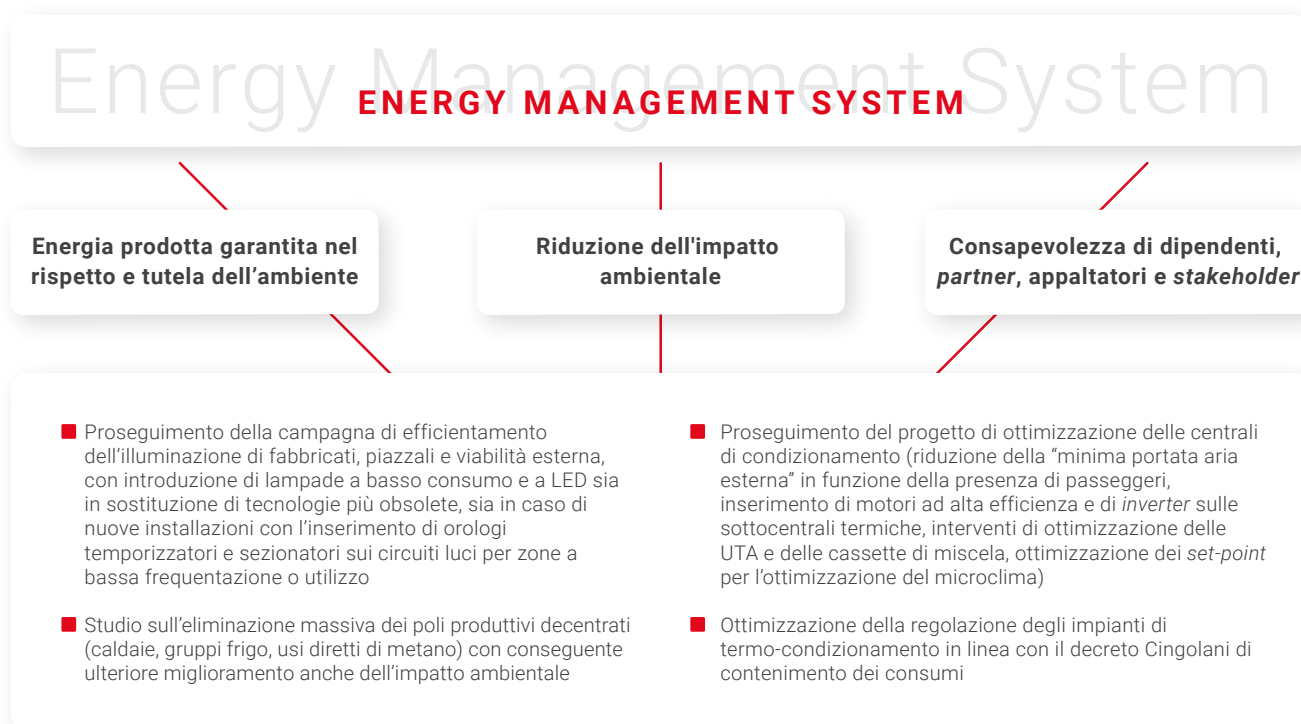 Energy Management System
ENERGY MANAGEMENT SYSTEM
Energia prodotta garantita nel
rispetto e tutela dell’ambiente
Riduzione dell'impatto
ambientale
Consapevolezza di dipendenti,
partner, appaltatori e stakeholder
Proseguimento della campagna di efficientamento
dell’illuminazione di fabbricati, piazzali e viabilità esterna,
con introduzione di lampade a basso consumo e a LED sia
in sostituzione di tecnologie più obsolete, sia in caso di
nuove installazioni con l’inserimento di orologi
temporizzatori e sezionatori sui circuiti luci per zone a
bassa frequentazione o utilizzo
Studio sull’eliminazione massiva dei poli produttivi decentrati
(caldaie, gruppi frigo, usi diretti di metano) con conseguente
ulteriore miglioramento anche dell’impatto ambientale
Proseguimento del progetto di ottimizzazione delle centrali
di condizionamento (riduzione della “minima portata aria
esterna” in funzione della presenza di passeggeri,
inserimento di motori ad alta efficienza e di inverter sulle
sottocentrali termiche, interventi di ottimizzazione delle
UTA e delle cassette di miscela, ottimizzazione dei set-point
per l’ottimizzazione del microclima)
Ottimizzazione della regolazione degli impianti di
termo-condizionamento in linea con il decreto Cingolani di
contenimento dei consumi